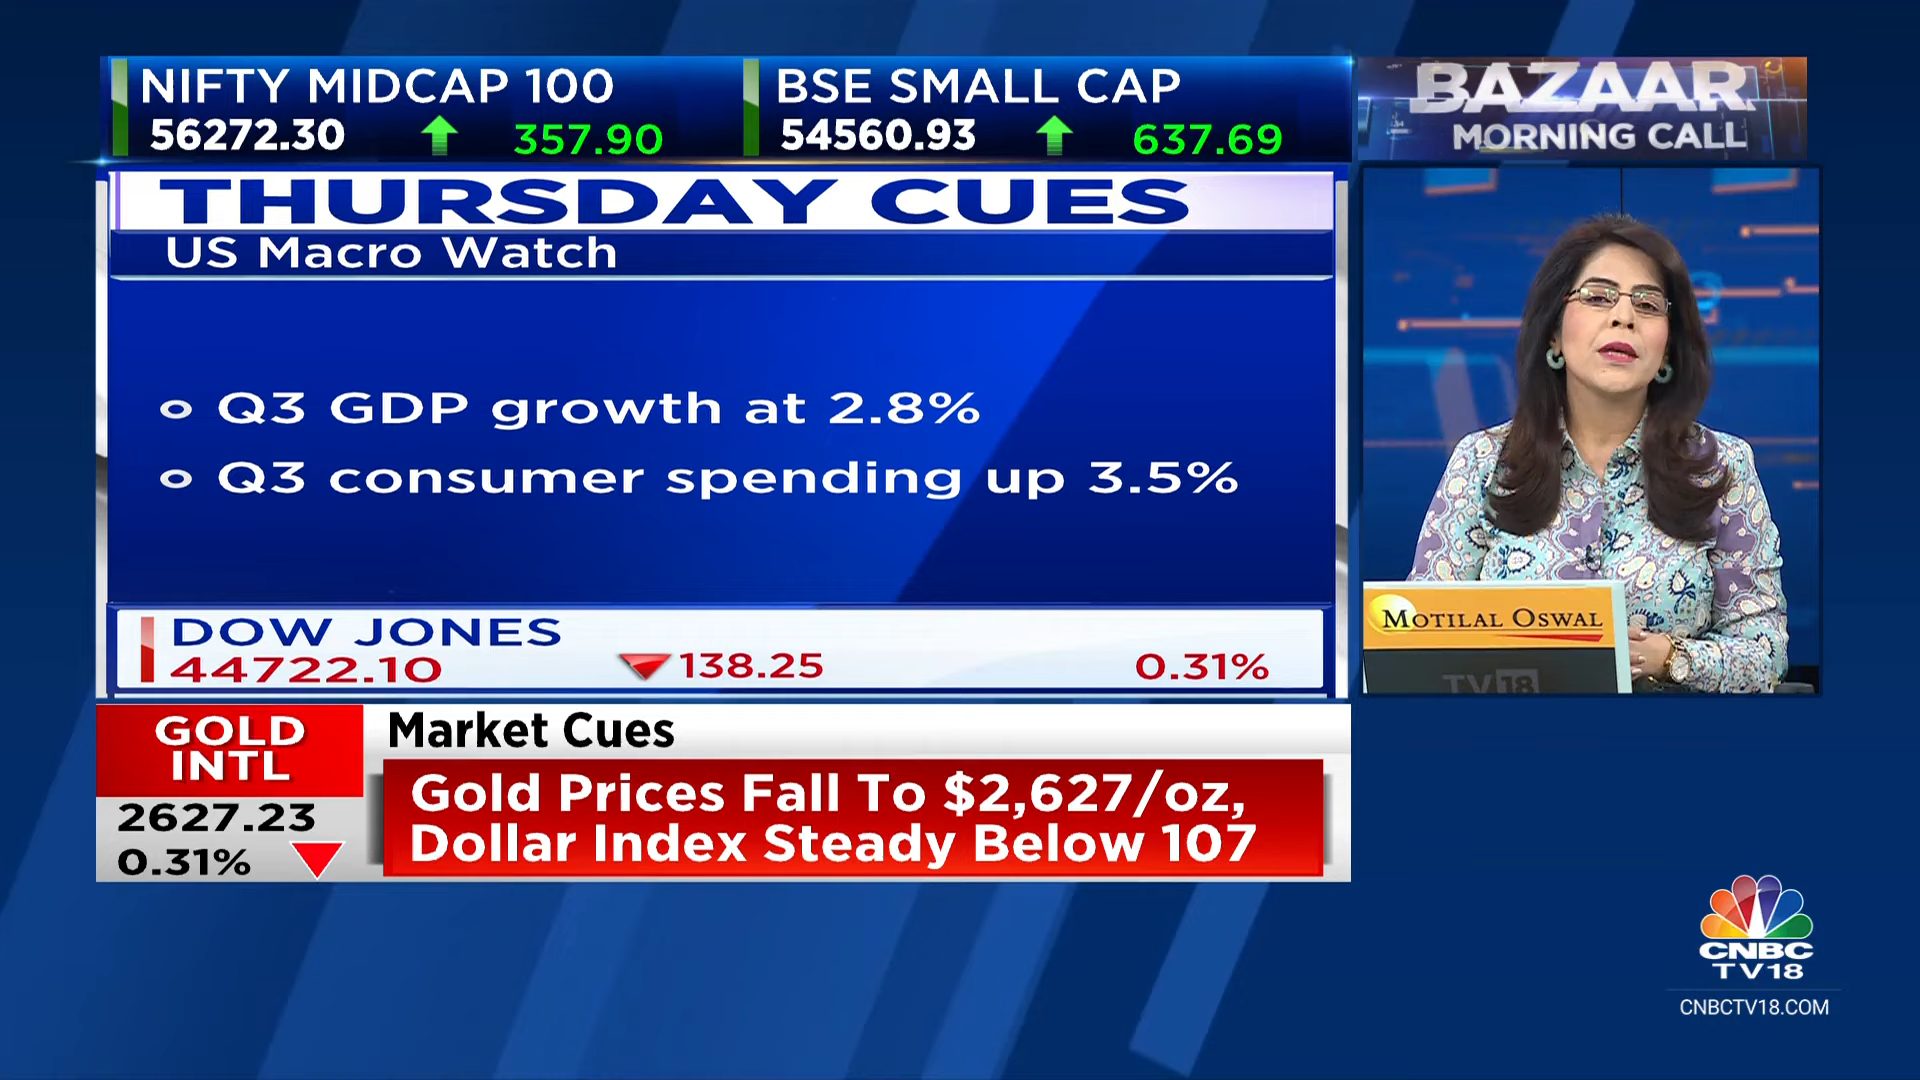 NIFTY MIDCAP 100
56272.30 357.90
BSE SMALL CAP
54560.93 637.69
BAZAAR
MORNING CALL
THURSDAY CUES
US Macro Watch
Q3 GDP growth at 2.8%
Q3 consumer spending up 3.5%
DOW JONES
44722.10 138.25 0.31%
MOTILAL OSWAL
TV18
GOLD
INTL
2627.23
0.31%
Market Cues
Gold Prices Fall To $2,627/oz,
Dollar Index Steady Below 107
CNBC
TV18
CNBCTV18.COM